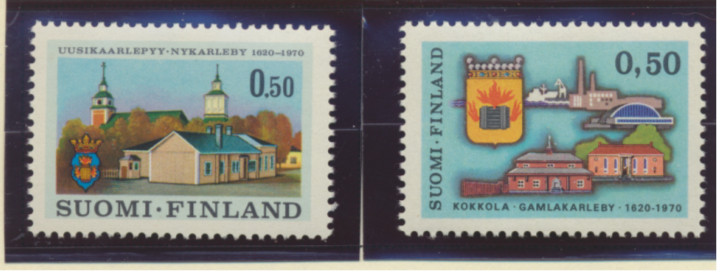 UUSIKAARLEPYY·NYKARLEBY 1620-1970
0.50
SUOMI·FINLAND
0,50
SUOMI·FINLAND
KOKKOLA·GAMLAKARLEBY·1620-1970